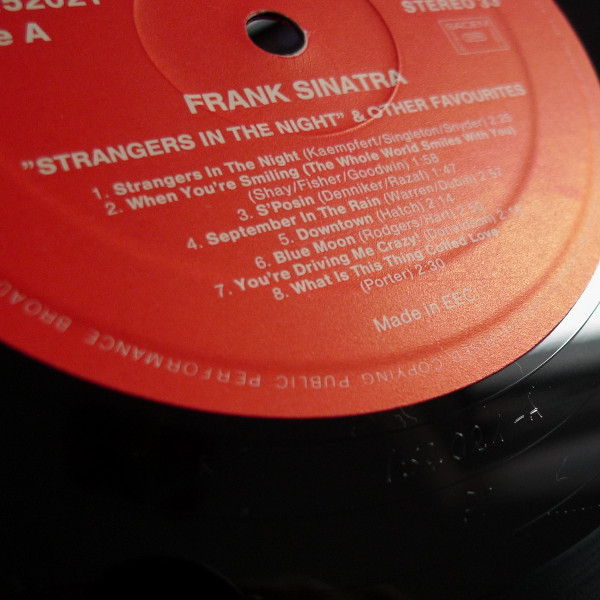 52021
e A
STEREO 33
SACEM
FRANK SINATRA
"STRANGERS IN THE NIGHT" & OTHER FAVOURITES
1. Strangers In The Night (Kaempfert/Singleton/Snyder) 2:25
2. When You're Smiling (The Whole World Smiles With You)
(Shay/Fisher/Goodwin) 1:58
3. S'Posin (Denniker/Razaf) 1:47
4. September In The Rain (Warren/Dubin) 2:57
5. Downtown (Hatch) 2:14
6. Blue Moon (Rodgers/Hart)
7. You're Driving Me Crazy! (Donaldson)
8. What Is This Thing Called Love
(Porter) 2.30
Made in EEC.
COPYING PUBLIC PERFORMANCE BROAD